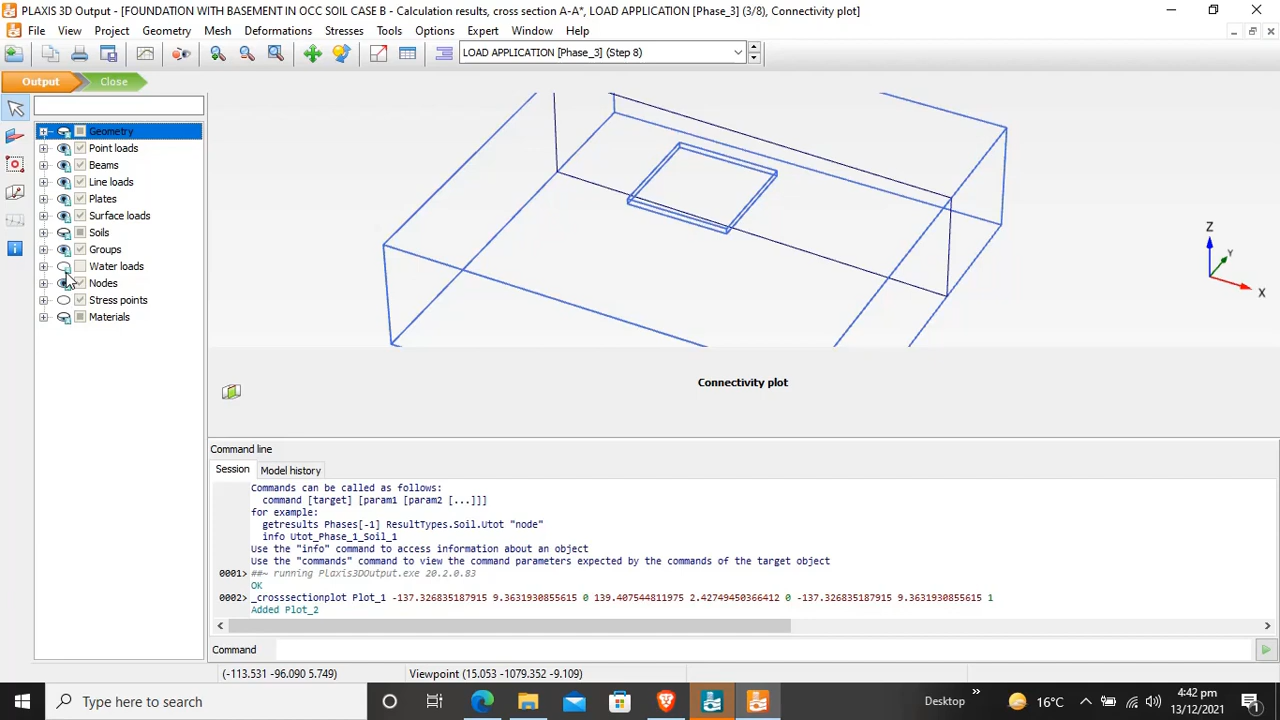 PLAXIS 3D Output - [FOUNDATION WITH BASEMENT IN OCC SOIL CASE B - Calculation results, cross section A-A*, LOAD APPLICATION [Phase_3] (3/8), Connectivity plot]
File View Project Geometry Mesh Deformations Stresses Tools Options Expert Window Help
LOAD APPLICATION [Phase_3] (Step 8)
Output Close
Geometry
Point loads
Beams
Line loads
Plates
Surface loads
Soils
Groups
Water loads
Nodes
Stress points
Materials
Z
Y
X
Connectivity plot
Command line
Session Model history
Commands can be called as follows:
command [target] [param1 [param2 [...]]]
for example:
getresults Phases[-1] ResultTypes.Soil.Utot "node"
info Utot_Phase_1_Soil_1
Use the "info" command to access information about an object
Use the "commands" command to view the command parameters expected by the commands of the target object
0001> ##~ running Plaxis3DOutput.exe 20.2.0.83
OK
0002> _crosssectionplot Plot_1 -137.326835187915 9.3631930855615 0 139.407544811975 2.42749450366412 0 -137.326835187915 9.3631930855615 1
Added Plot_2
Command
(-113.531 -96.090 5.749) Viewpoint (15.053 -1079.352 -9.109)
Type here to search
Desktop » 16°C
4:42 pm
13/12/2021
1